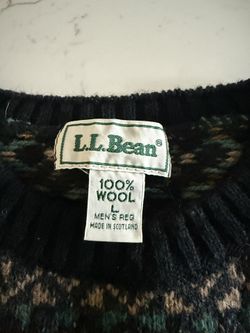 L.L.Bean®
100%
WOOL
L
MEN'S REG
MADE IN SCOTLAND